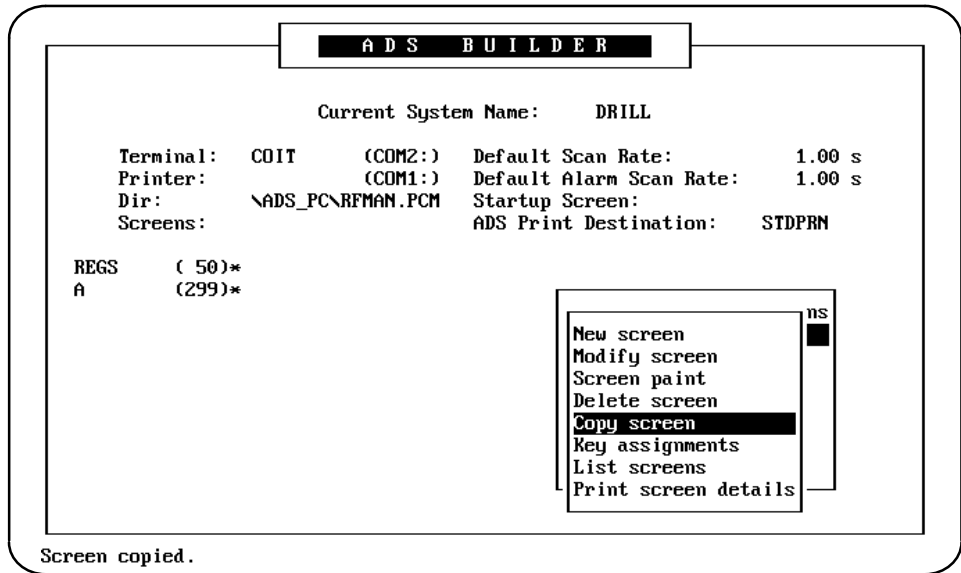 ADS BUILDER
Current System Name: DRILL
Terminal: COIT (COM2:) Default Scan Rate: 1.00 s
Printer: (COM1:) Default Alarm Scan Rate: 1.00 s
Dir: \ADS_PC\RFMAN.PCM Startup Screen:
Screens: ADS Print Destination: STDPRN
REGS ( 50)*
A (299)*
ns
New screen
Modify screen
Screen paint
Delete screen
Copy screen
Key assignments
List screens
Print screen details
Screen copied.